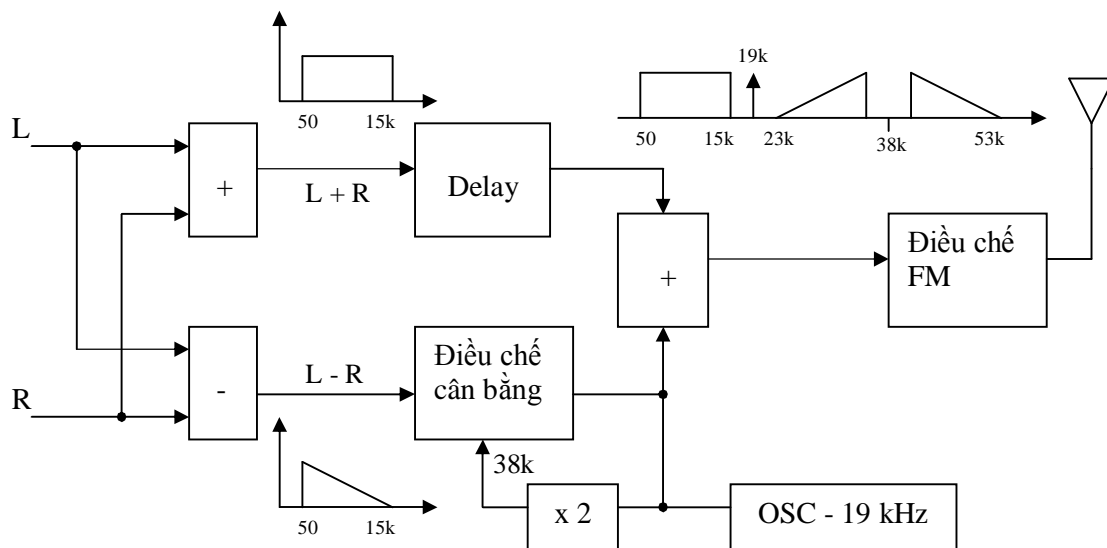 19k
50 15k
50 15k 23k 38k 53k
L
+
L + R
Delay
+
Điều chế
FM
R
-
L - R
Điều chế
cân bằng
50 15k
38k
x 2
OSC - 19 kHz